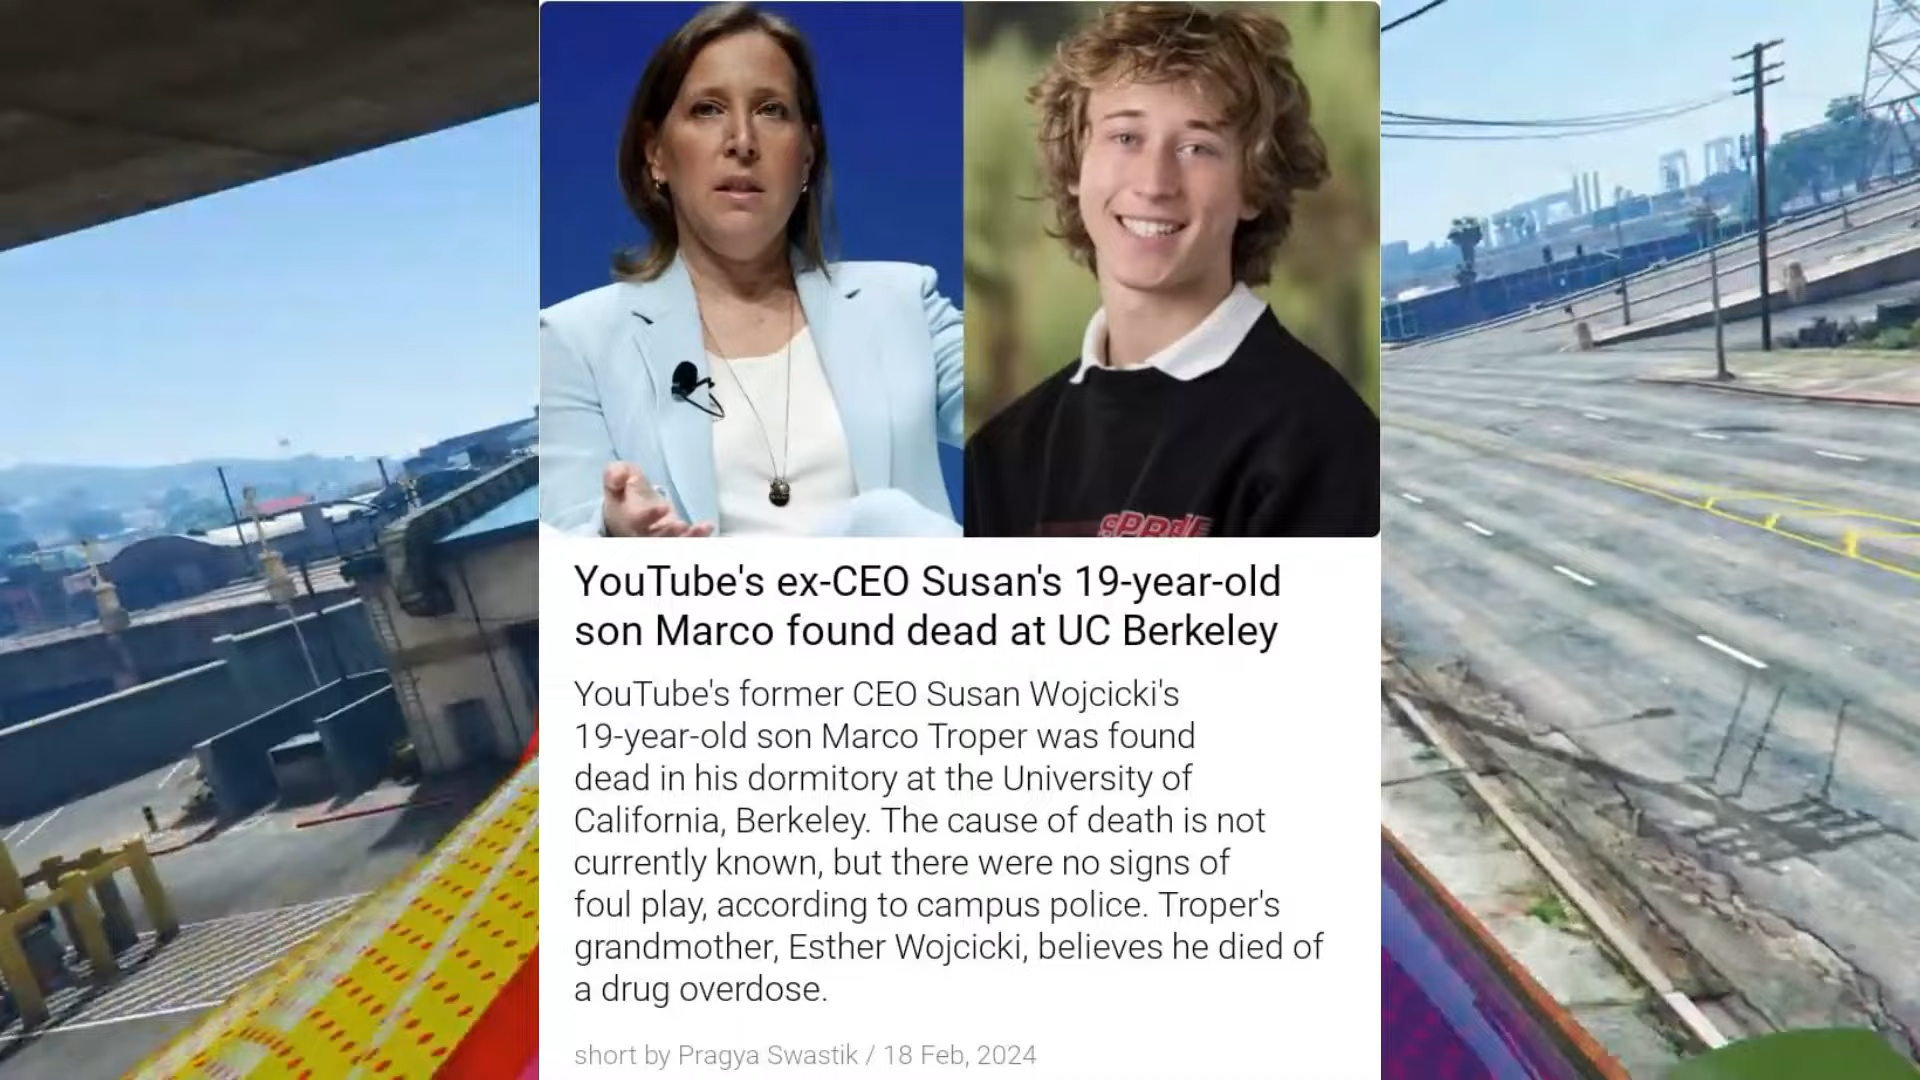 YouTube's ex-CEO Susan's 19-year-old
son Marco found dead at UC Berkeley
YouTube's former CEO Susan Wojcicki's
19-year-old son Marco Troper was found
dead in his dormitory at the University of
California, Berkeley. The cause of death is not
currently known, but there were no signs of
foul play, according to campus police. Troper's
grandmother, Esther Wojcicki, believes he died of
a drug overdose.
short by Pragya Swastik / 18 Feb, 2024